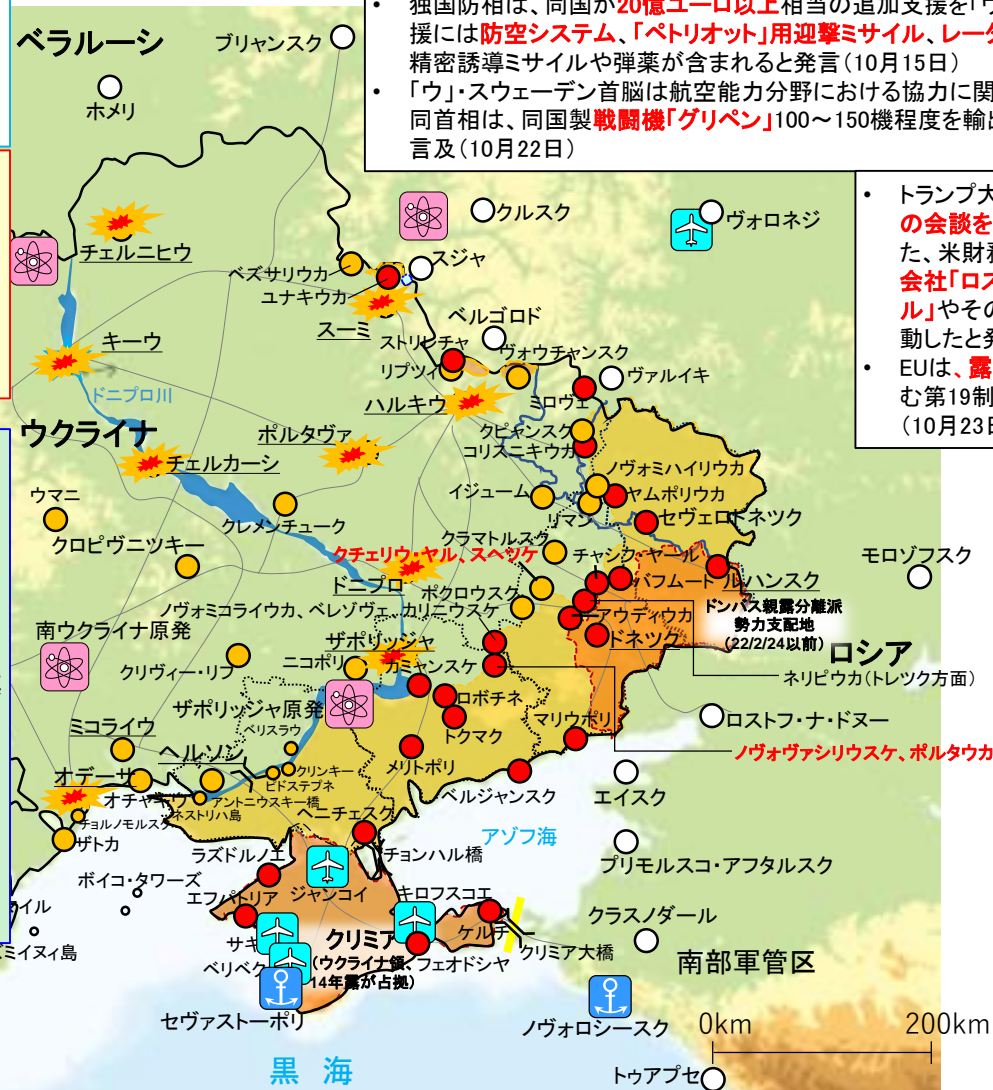 ・ 独国防相は、同国が20億ユーロ以上相当の追加支援を「ウ
援には防空システム、「ペトリオット」用迎撃ミサイル、レーダ
精密誘導ミサイルや弾薬が含まれると発言(10月15日)
・ 「ウ」・スウェーデン首脳は航空能力分野における協力に関
同首相は、同国製戦闘機「グリペン」100～150機程度を輸出
言及(10月22日)
・ トランプ大
の会談を
た、米財務
会社「ロス
ル」やその
動したと発
・ EUは、露
む第19制
(10月23日
ベラルーシ
ブリャンスク
ホメリ
クルスク
ヴォロネジ
チェルニヒウ
スジャ
ベズサリウカ
ユナキウカ
スーミ
ベルゴロド
キーウ
ストリレチャ
ヴォウチャンスク
リプツィ
ヴァルイキ
ドニプロ川
ハルキウ
ミロヴェ
ウクライナ
ポルタヴァ
クピャンスク
コリスニキウカ
チェルカーシ
ノヴォミハイリウカ
ウマニ
イジューム
ヤムポリウカ
クレメンチューク
リマン
セヴェロドネツク
クロピヴニツキー
クラマトルスク
クチェリウ・ヤル、スヘツケ
チャシウ・ヤール
モロゾフスク
ドニプロ
ポクロウスク
バフムート
ルハンスク
ノヴォミコライウカ、ベレゾヴェ、カリニウスケ
アウディウカ
ドンバス親露分離派
勢力支配地
(22/2/24以前)
南ウクライナ原発
ザポリッジャ
ドネツク
ロシア
クリヴィー・リフ
ニコポリ
カミャンスケ
ネリピウカ(トレツク方面)
ザポリッジャ原発
ロボチネ
ベリスラウ
マリウポリ
ロストフ・ナ・ドヌー
ミコライウ
トクマク
ヘルソン
ノヴォヴァシリウスケ、ポルタウカ
クリンキー
メリトポリ
オデーサ
ビドステプネ
オチャキウ
アントニウスキー橋
ベルジャンスク
エイスク
ネストリハ島
チョルノモルスク
ヘニチェスク
アゾフ海
ザトカ
ラズドルノエ
チョンハル橋
プリモルスコ・アフタルスク
ボイコ・タワーズ
ジャンコイ
エフパトリア
キロフスコエ
イル
クラスノダール
サキ
クリミア
ケルチ
ミイヌィ島
(ウクライナ領、
14年露が占拠)
クリミア大橋
ベリベク
フェオドシヤ
南部軍管区
セヴァストーポリ
ノヴォロシースク
0km
200km
黒 海
トゥアプセ